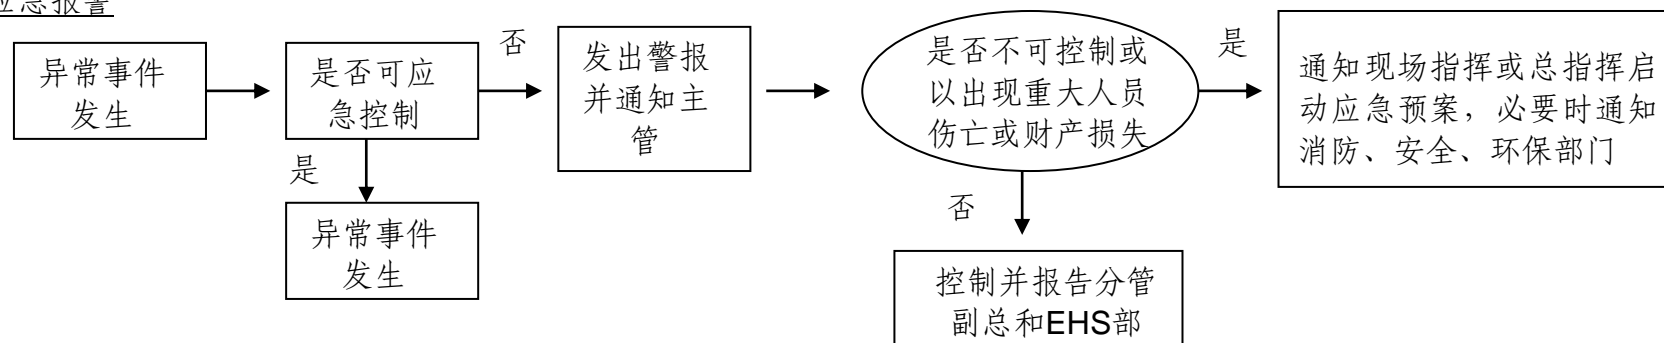 应急报警
异常事件
发生
是否可应
急控制
否
发出警报
并通知主
管
是否不可控制或
以出现重大人员
伤亡或财产损失
是
通知现场指挥或总指挥启
动应急预案，必要时通知
消防、安全、环保部门
是
异常事件
发生
否
控制并报告分管
副总和EHS部